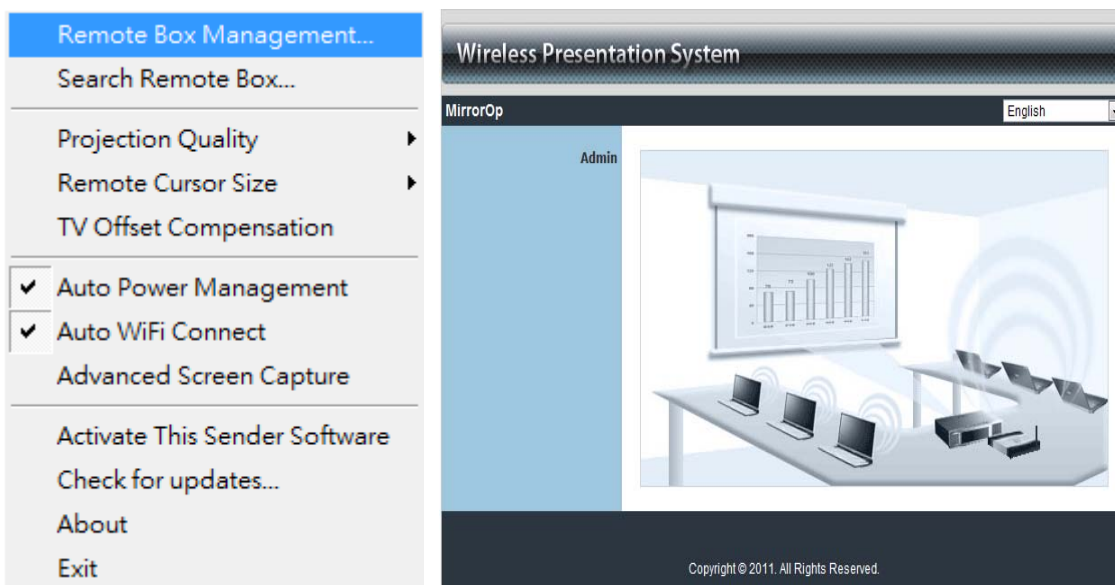 Remote Box Management...
Search Remote Box...
Projection Quality
Remote Cursor Size
TV Offset Compensation
Auto Power Management
Auto WiFi Connect
Advanced Screen Capture
Activate This Sender Software
Check for updates...
About
Exit
Wireless Presentation System
MirrorOp
English
Admin
Copyright © 2011. All Rights Reserved.